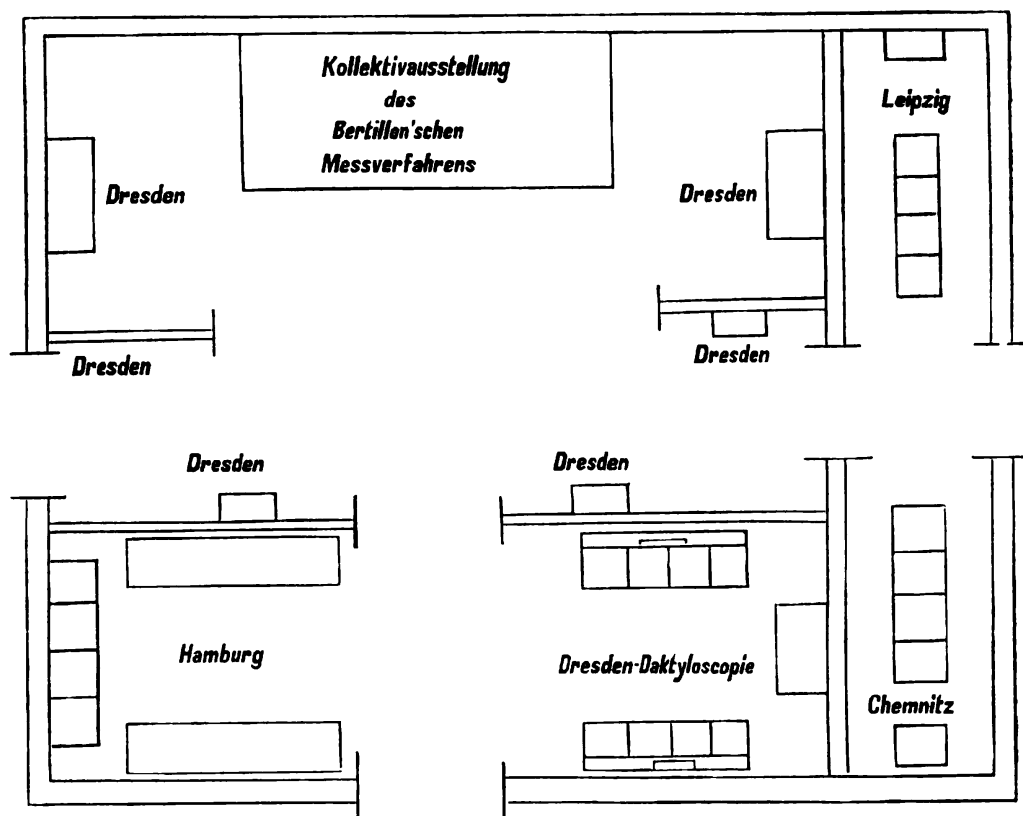 Kollektivausstellung
des
Bertillon'schen
Messverfahrens
Leipzig
Dresden
Dresden
Dresden
Dresden
Dresden
Dresden
Hamburg
Dresden-Daktyloscopie
Chemnitz